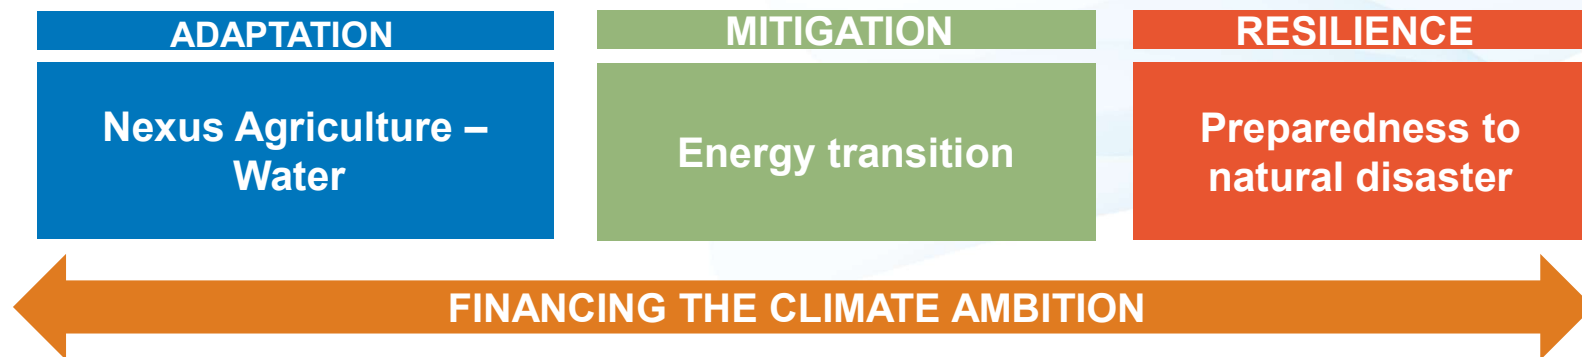 ADAPTATION
MITIGATION
RESILIENCE
Nexus Agriculture –
Water
Energy transition
Preparedness to
natural disaster
FINANCING THE CLIMATE AMBITION